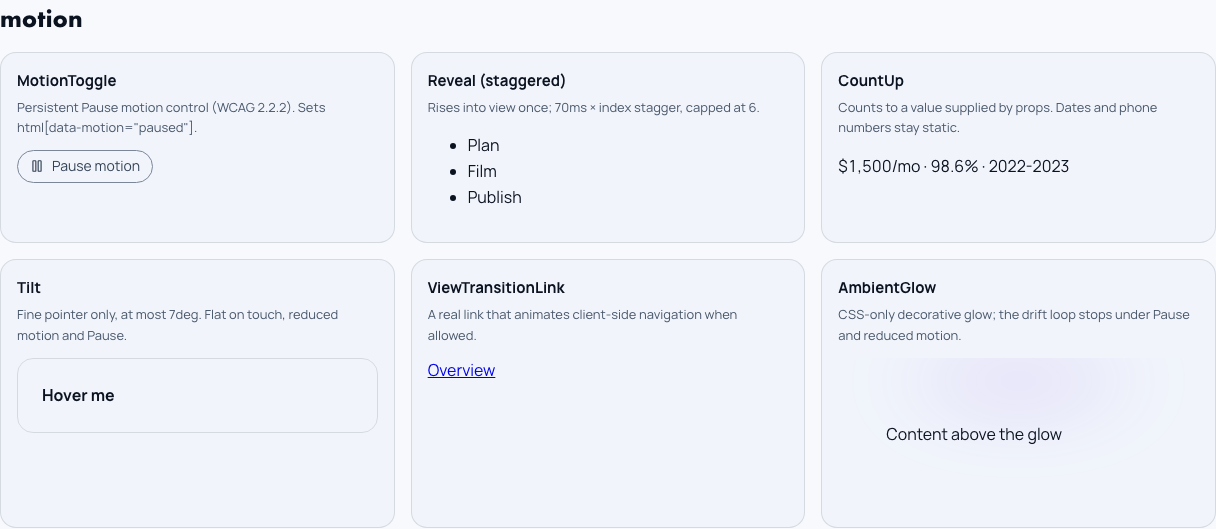 motion
MotionToggle
Persistent Pause motion control (WCAG 2.2.2). Sets
html[data-motion="paused"].
Pause motion
Reveal (staggered)
Rises into view once; 70ms × index stagger, capped at 6.
Plan
Film
Publish
CountUp
Counts to a value supplied by props. Dates and phone
numbers stay static.
$1,500/mo · 98.6% · 2022-2023
Tilt
Fine pointer only, at most 7deg. Flat on touch, reduced
motion and Pause.
Hover me
ViewTransitionLink
A real link that animates client-side navigation when
allowed.
Overview
AmbientGlow
CSS-only decorative glow; the drift loop stops under Pause
and reduced motion.
Content above the glow